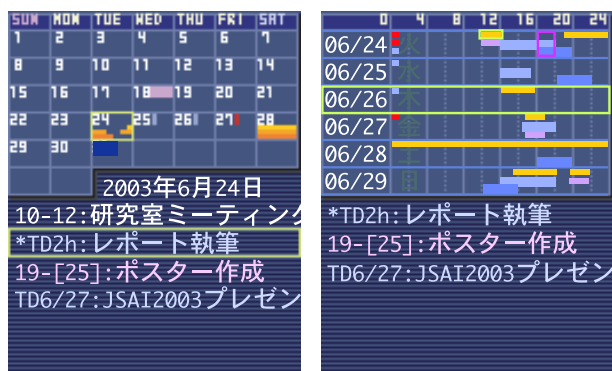 SUN MON TUE WED THU FRI SAT
1 2 3 4 5 6 7
8 9 10 11 12 13 14
15 16 17 18 19 20 21
22 23 24 25 26 27 28
29 30
2003年6月24日
10-12:研究室ミーティング
*TD2h:レポート執筆
19-[25]:ポスター作成
TD6/27:JSAI2003プレゼン
0 4 8 12 16 20 24
06/24 火
06/25 水
06/26 木
06/27 金
06/28 土
06/29 日
*TD2h:レポート執筆
19-[25]:ポスター作成
TD6/27:JSAI2003プレゼン